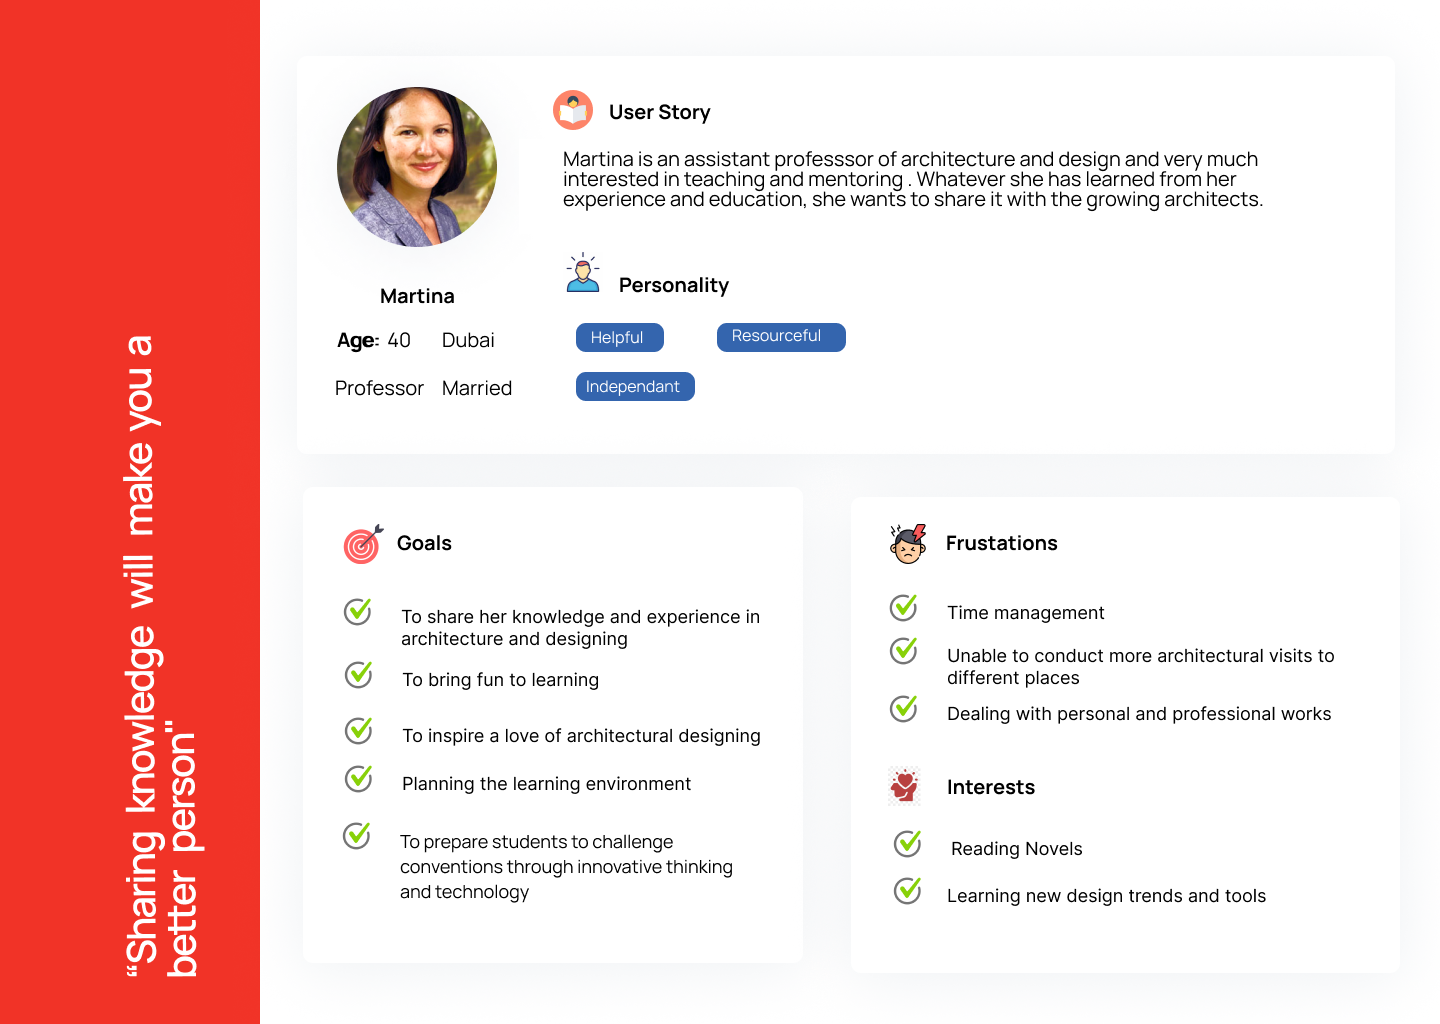 “Sharing knowledge will make you a
better person"
User Story
Martina is an assistant professsor of architecture and design and very much
interested in teaching and mentoring . Whatever she has learned from her
experience and education, she wants to share it with the growing architects.
Martina
Age: 40 Dubai
Professor Married
Personality
Helpful Resourceful
Independant
Goals
To share her knowledge and experience in
architecture and designing
To bring fun to learning
To inspire a love of architectural designing
Planning the learning environment
To prepare students to challenge
conventions through innovative thinking
and technology
Frustations
Time management
Unable to conduct more architectural visits to
different places
Dealing with personal and professional works
Interests
Reading Novels
Learning new design trends and tools